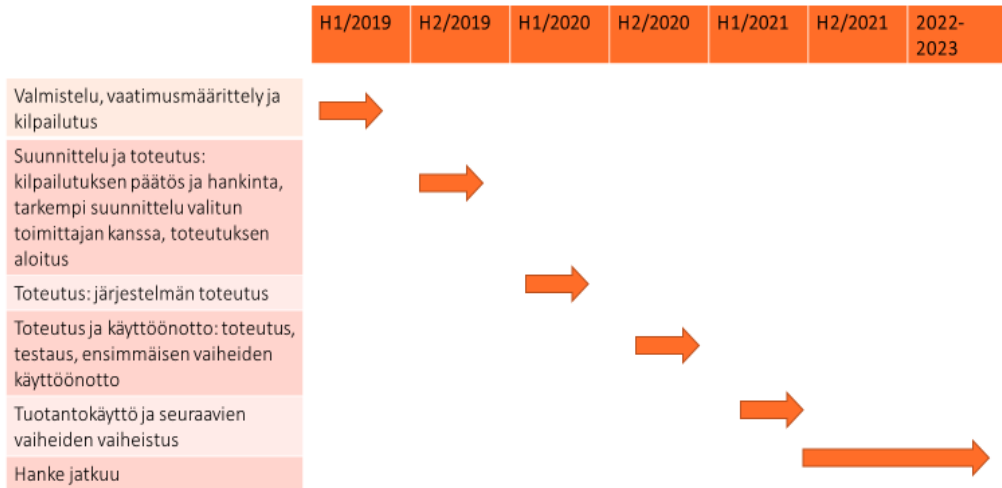 H1/2019 H2/2019 H1/2020 H2/2020 H1/2021 H2/2021 2022-
2023
Valmistelu, vaatimusmäärittely ja
kilpailutus
Suunnittelu ja toteutus:
kilpailutuksen päätös ja hankinta,
tarkempi suunnittelu valitun
toimittajan kanssa, toteutuksen
aloitus
Toteutus: järjestelmän toteutus
Toteutus ja käyttöönotto: toteutus,
testaus, ensimmäisen vaiheiden
käyttöönotto
Tuotantokäyttö ja seuraavien
vaiheiden vaiheistus
Hanke jatkuu